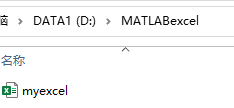 脑 > DATA1 (D:) > MATLABexcel
名称
myexcel